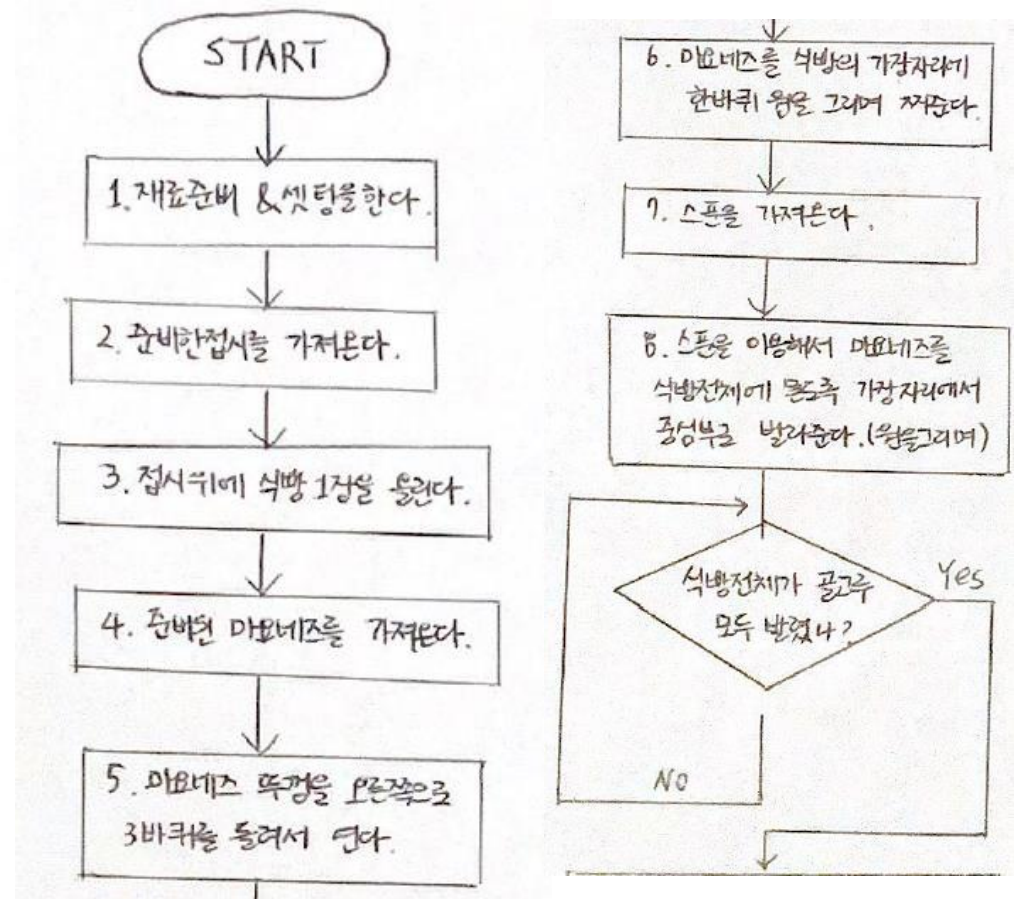 START
1. 재료준비 & 셋팅을한다.
2. 준비한접시를 가져온다.
3. 접시위에 식빵 1장을 올린다.
4. 준비된 마요네즈를 가져온다.
5. 마요네즈 뚜껑을 오른쪽으로
3바퀴를 돌려서 연다.
6. 마요네즈를 식빵의 가장자리에
한바퀴 원을 그리며 짜준다.
7. 스픈을 가져온다.
8. 스픈을 이용해서 마요네즈를
식빵전체에 묻도록 가장자리에서
중심부로 발라준다.(원을그리며)
식빵전체가 골고루
모두 발렸나?
Yes
NO